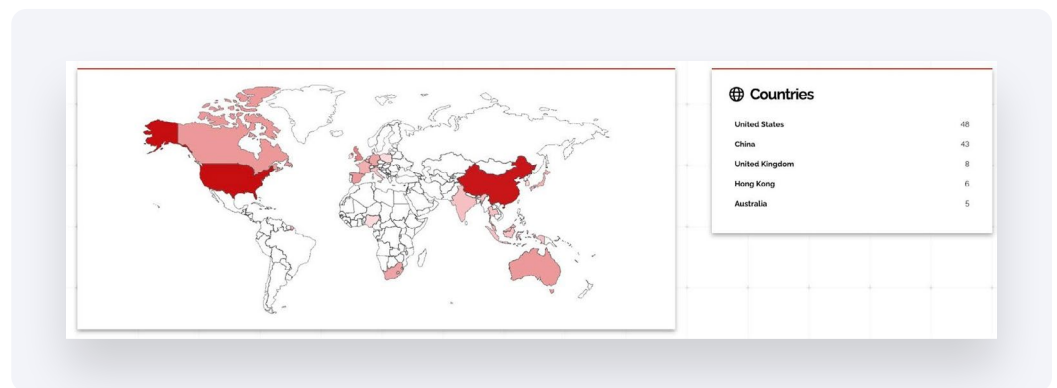 Countries
United States 48
China 43
United Kingdom 8
Hong Kong 6
Australia 5